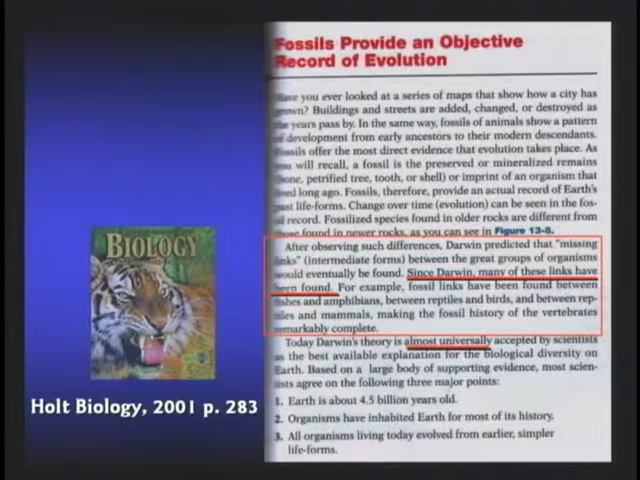 Fossils Provide an Objective
Record of Evolution
Have you ever looked at a series of maps that show how a city has
grown? Buildings and streets are added, changed, or destroyed as
the years pass by. In the same way, fossils of animals show a pattern
of development from early ancestors to their modern descendants.
Fossils offer the most direct evidence that evolution takes place. As
you will recall, a fossil is the preserved or mineralized remains
(bone, petrified tree, tooth, or shell) or imprint of an organism that
lived long ago. Fossils, therefore, provide an actual record of Earth's
past life-forms. Change over time (evolution) can be seen in the fos-
sil record. Fossilized species found in older rocks are different from
those found in newer rocks, as you can see in Figure 13-8.
After observing such differences, Darwin predicted that "missing
links" (intermediate forms) between the great groups of organisms
would eventually be found. Since Darwin, many of these links have
been found. For example, fossil links have been found between
fishes and amphibians, between reptiles and birds, and between rep-
tiles and mammals, making the fossil history of the vertebrates
remarkably complete.
Today Darwin's theory is almost universally accepted by scientists
as the best available explanation for the biological diversity on
Earth. Based on a large body of supporting evidence, most scien-
tists agree on the following three major points:
1. Earth is about 4.5 billion years old.
2. Organisms have inhabited Earth for most of its history.
3. All organisms living today evolved from earlier, simpler
life-forms.
BIOLOGY
Holt Biology, 2001 p. 283